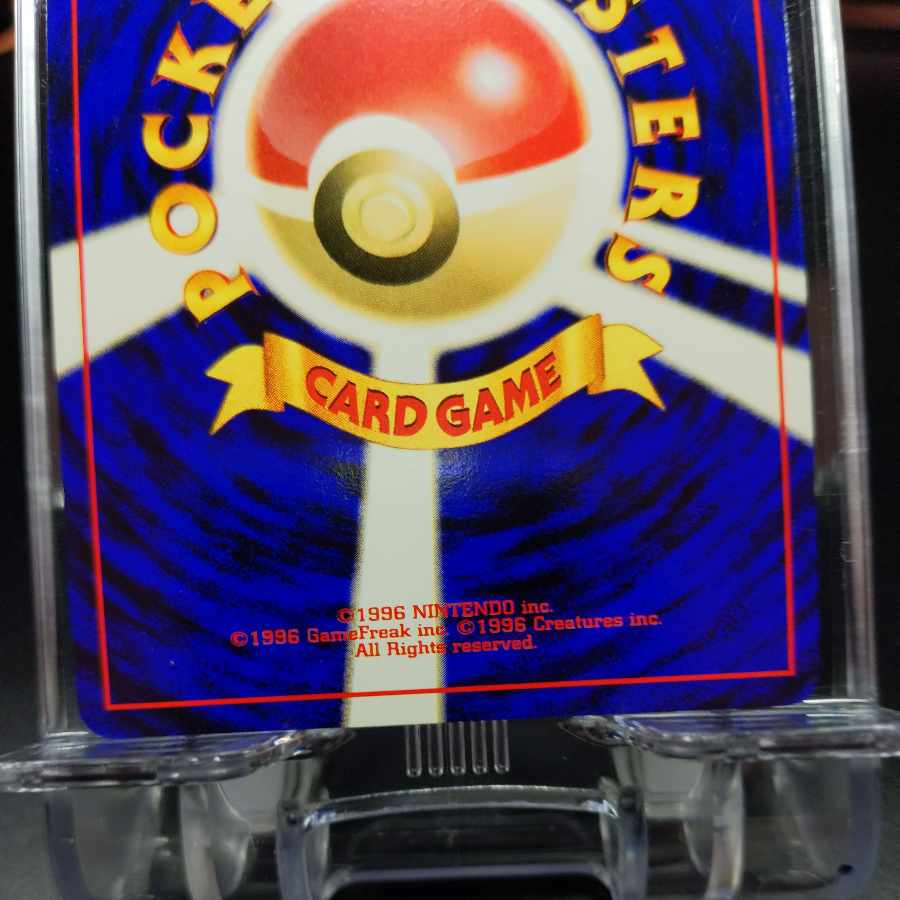 POCKE
STERS
CARD GAME
©1996 NINTENDO inc.
©1996 GameFreak inc. ©1996 Creatures inc.
All Rights reserved.